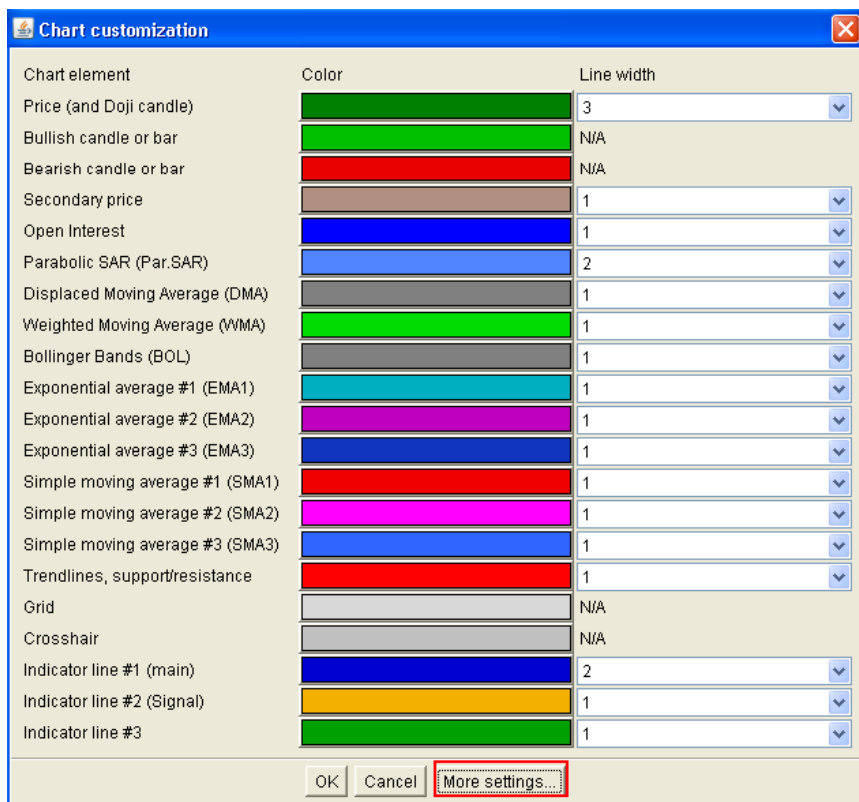 Chart customization
Chart element Color Line width
Price (and Doji candle) 3
Bullish candle or bar N/A
Bearish candle or bar N/A
Secondary price 1
Open Interest 1
Parabolic SAR (Par.SAR) 2
Displaced Moving Average (DMA) 1
Weighted Moving Average (WMA) 1
Bollinger Bands (BOL) 1
Exponential average #1 (EMA1) 1
Exponential average #2 (EMA2) 1
Exponential average #3 (EMA3) 1
Simple moving average #1 (SMA1) 1
Simple moving average #2 (SMA2) 1
Simple moving average #3 (SMA3) 1
Trendlines, support/resistance 1
Grid N/A
Crosshair N/A
Indicator line #1 (main) 2
Indicator line #2 (Signal) 1
Indicator line #3 1
OK Cancel More settings...